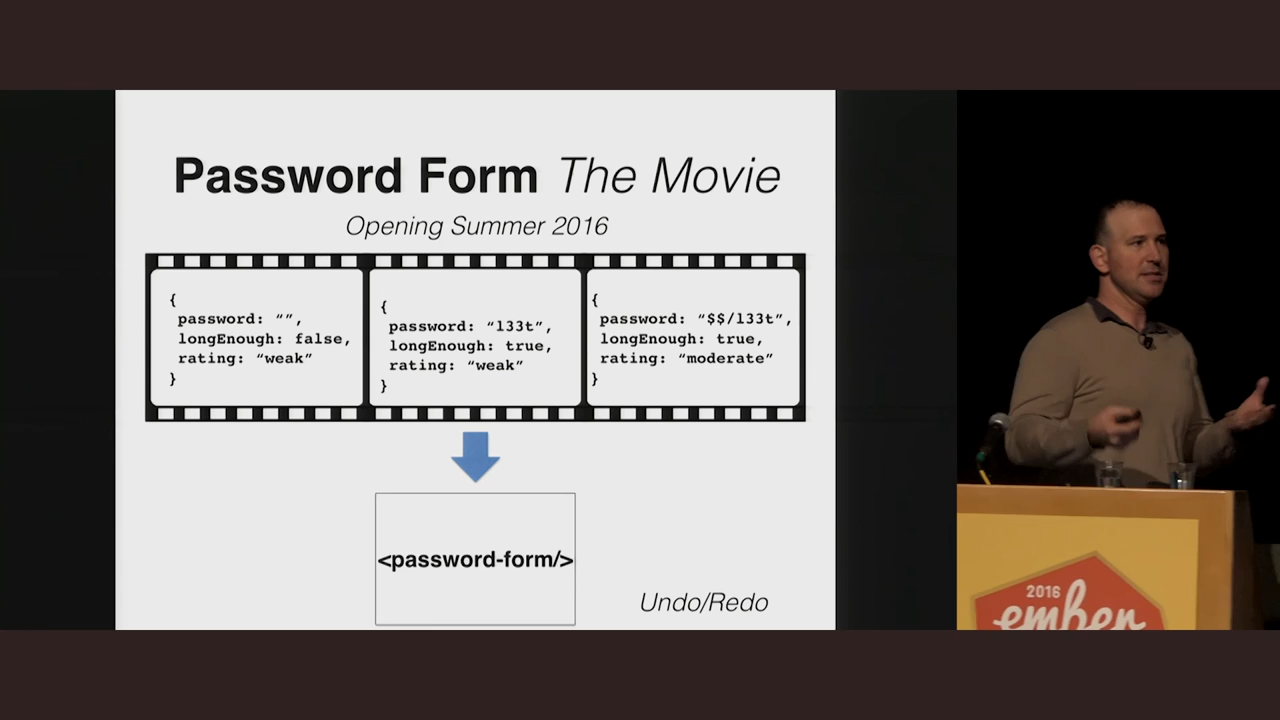 Password Form The Movie
Opening Summer 2016
{
password: “”,
longEnough: false,
rating: “weak”
}
{
password: “l33t”,
longEnough: true,
rating: “weak”
}
{
password: “$$/l33t”,
longEnough: true,
rating: “moderate”
}
<password-form/>
Undo/Redo
2016
ember